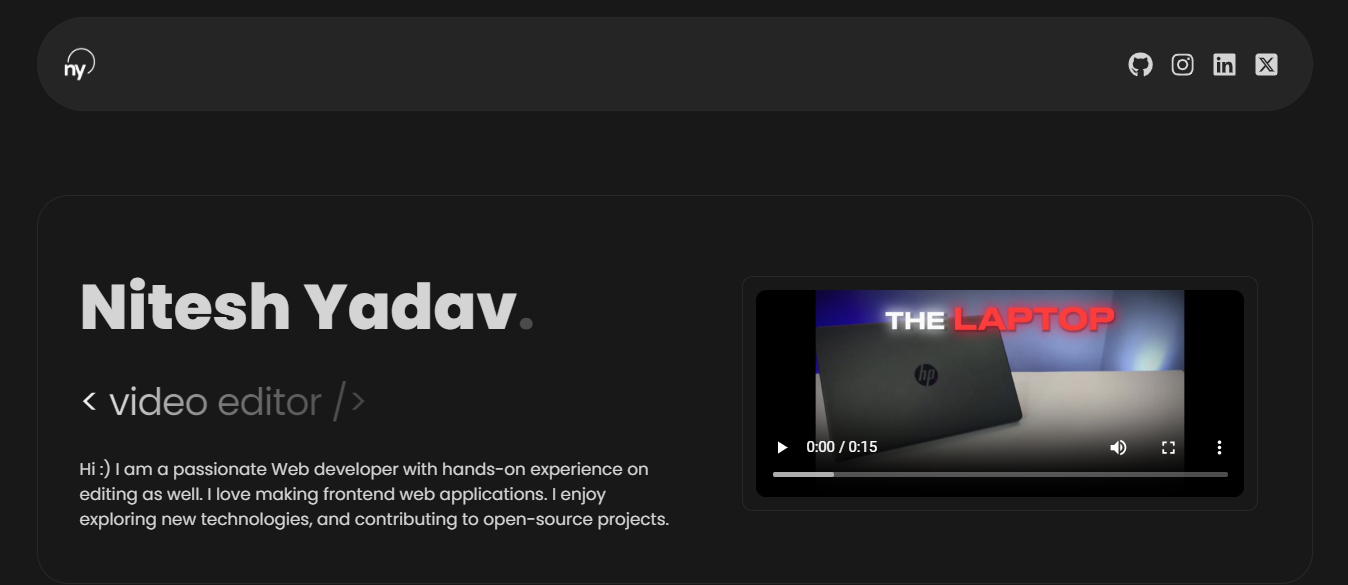 ny
Nitesh Yadav.
< video editor />
Hi :) I am a passionate Web developer with hands-on experience on
editing as well. I love making frontend web applications. I enjoy
exploring new technologies, and contributing to open-source projects.
THE LAPTOP
hp
0:00 / 0:15